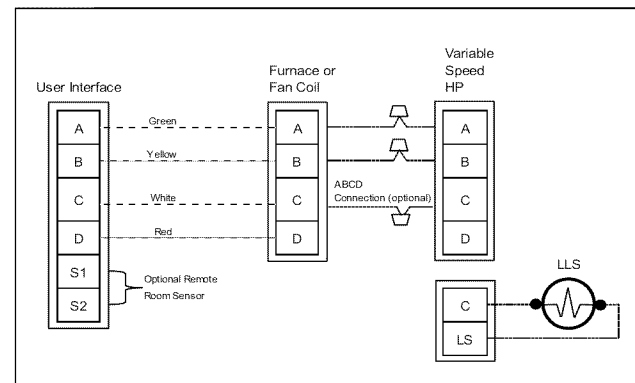 User Interface
Furnace or
Fan Coil
Variable
Speed
HP
A
B
C
D
S1
S2
Green
Yellow
White
Red
Optional Remote
Room Sensor
A
B
C
D
ABCD
Connection (optional)
A
B
C
D
LLS
C
LS